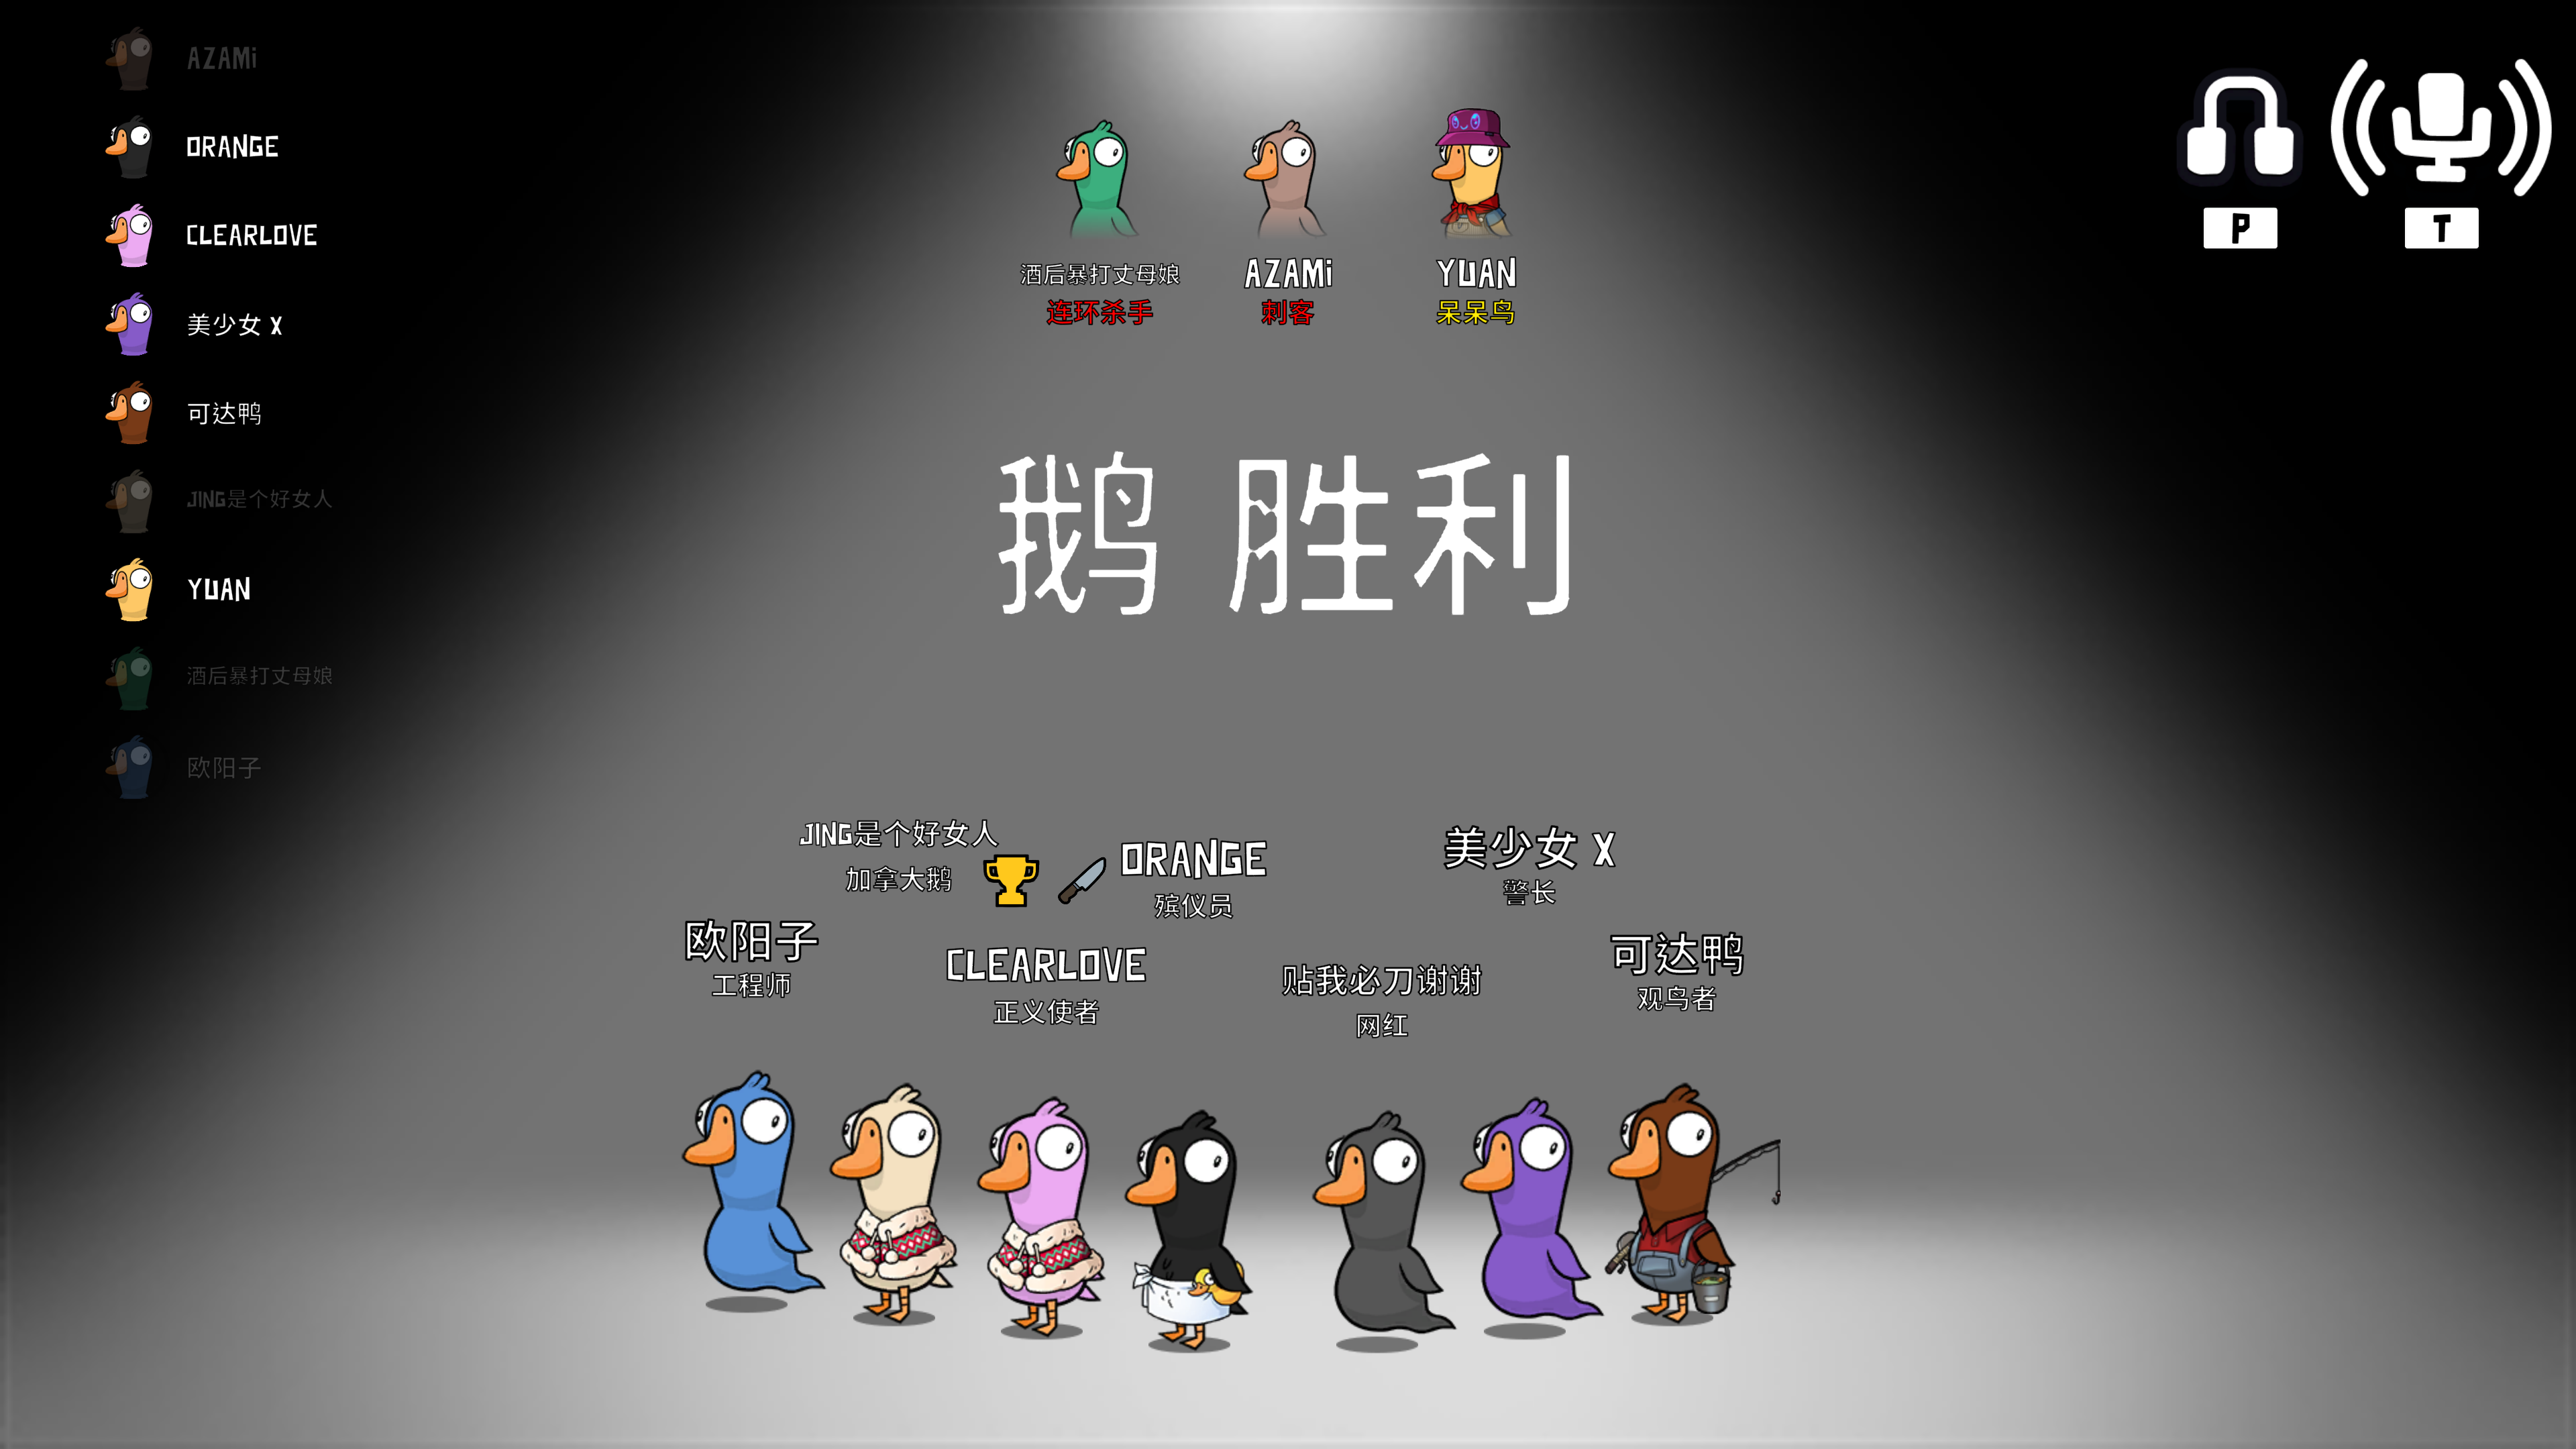 AZAMi
ORANGE
CLEARLOVE
美少女 X
可达鸭
JING是个好女人
YUAN
酒后暴打丈母娘
欧阳子
P
T
酒后暴打丈母娘
连环杀手
AZAMi
刺客
YUAN
呆呆鸟
鹅 胜利
JING是个好女人
加拿大鹅
ORANGE
殡仪员
美少女 X
警长
欧阳子
工程师
CLEARLOVE
正义使者
贴我必刀谢谢
网红
可达鸭
观鸟者